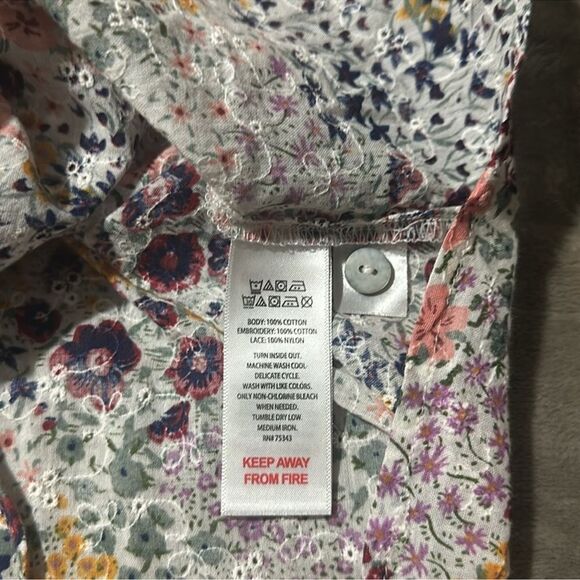 BODY: 100% COTTON
EMBROIDERY: 100% COTTON
LACE: 100% NYLON
TURN INSIDE OUT.
MACHINE WASH COOL-
DELICATE CYCLE.
WASH WITH LIKE COLORS.
ONLY NON-CHLORINE BLEACH
WHEN NEEDED.
TUMBLE DRY LOW.
MEDIUM IRON.
RN# 75343
KEEP AWAY
FROM FIRE